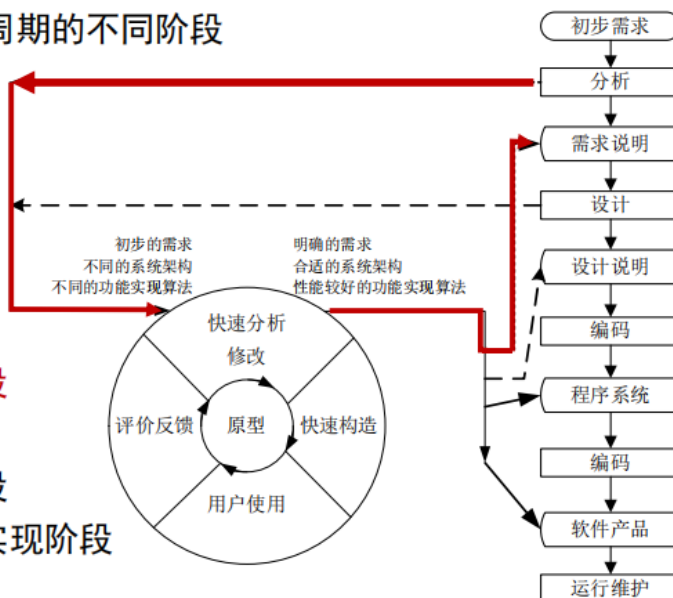 周期的不同阶段
初步需求
分析
需求说明
设计
设计说明
编码
程序系统
编码
软件产品
运行维护
初步的需求
不同的系统架构
不同的功能实现算法
明确的需求
合适的系统架构
性能较好的功能实现算法
快速分析
修改
评价反馈
原型
快速构造
用户使用
段
段
实现阶段